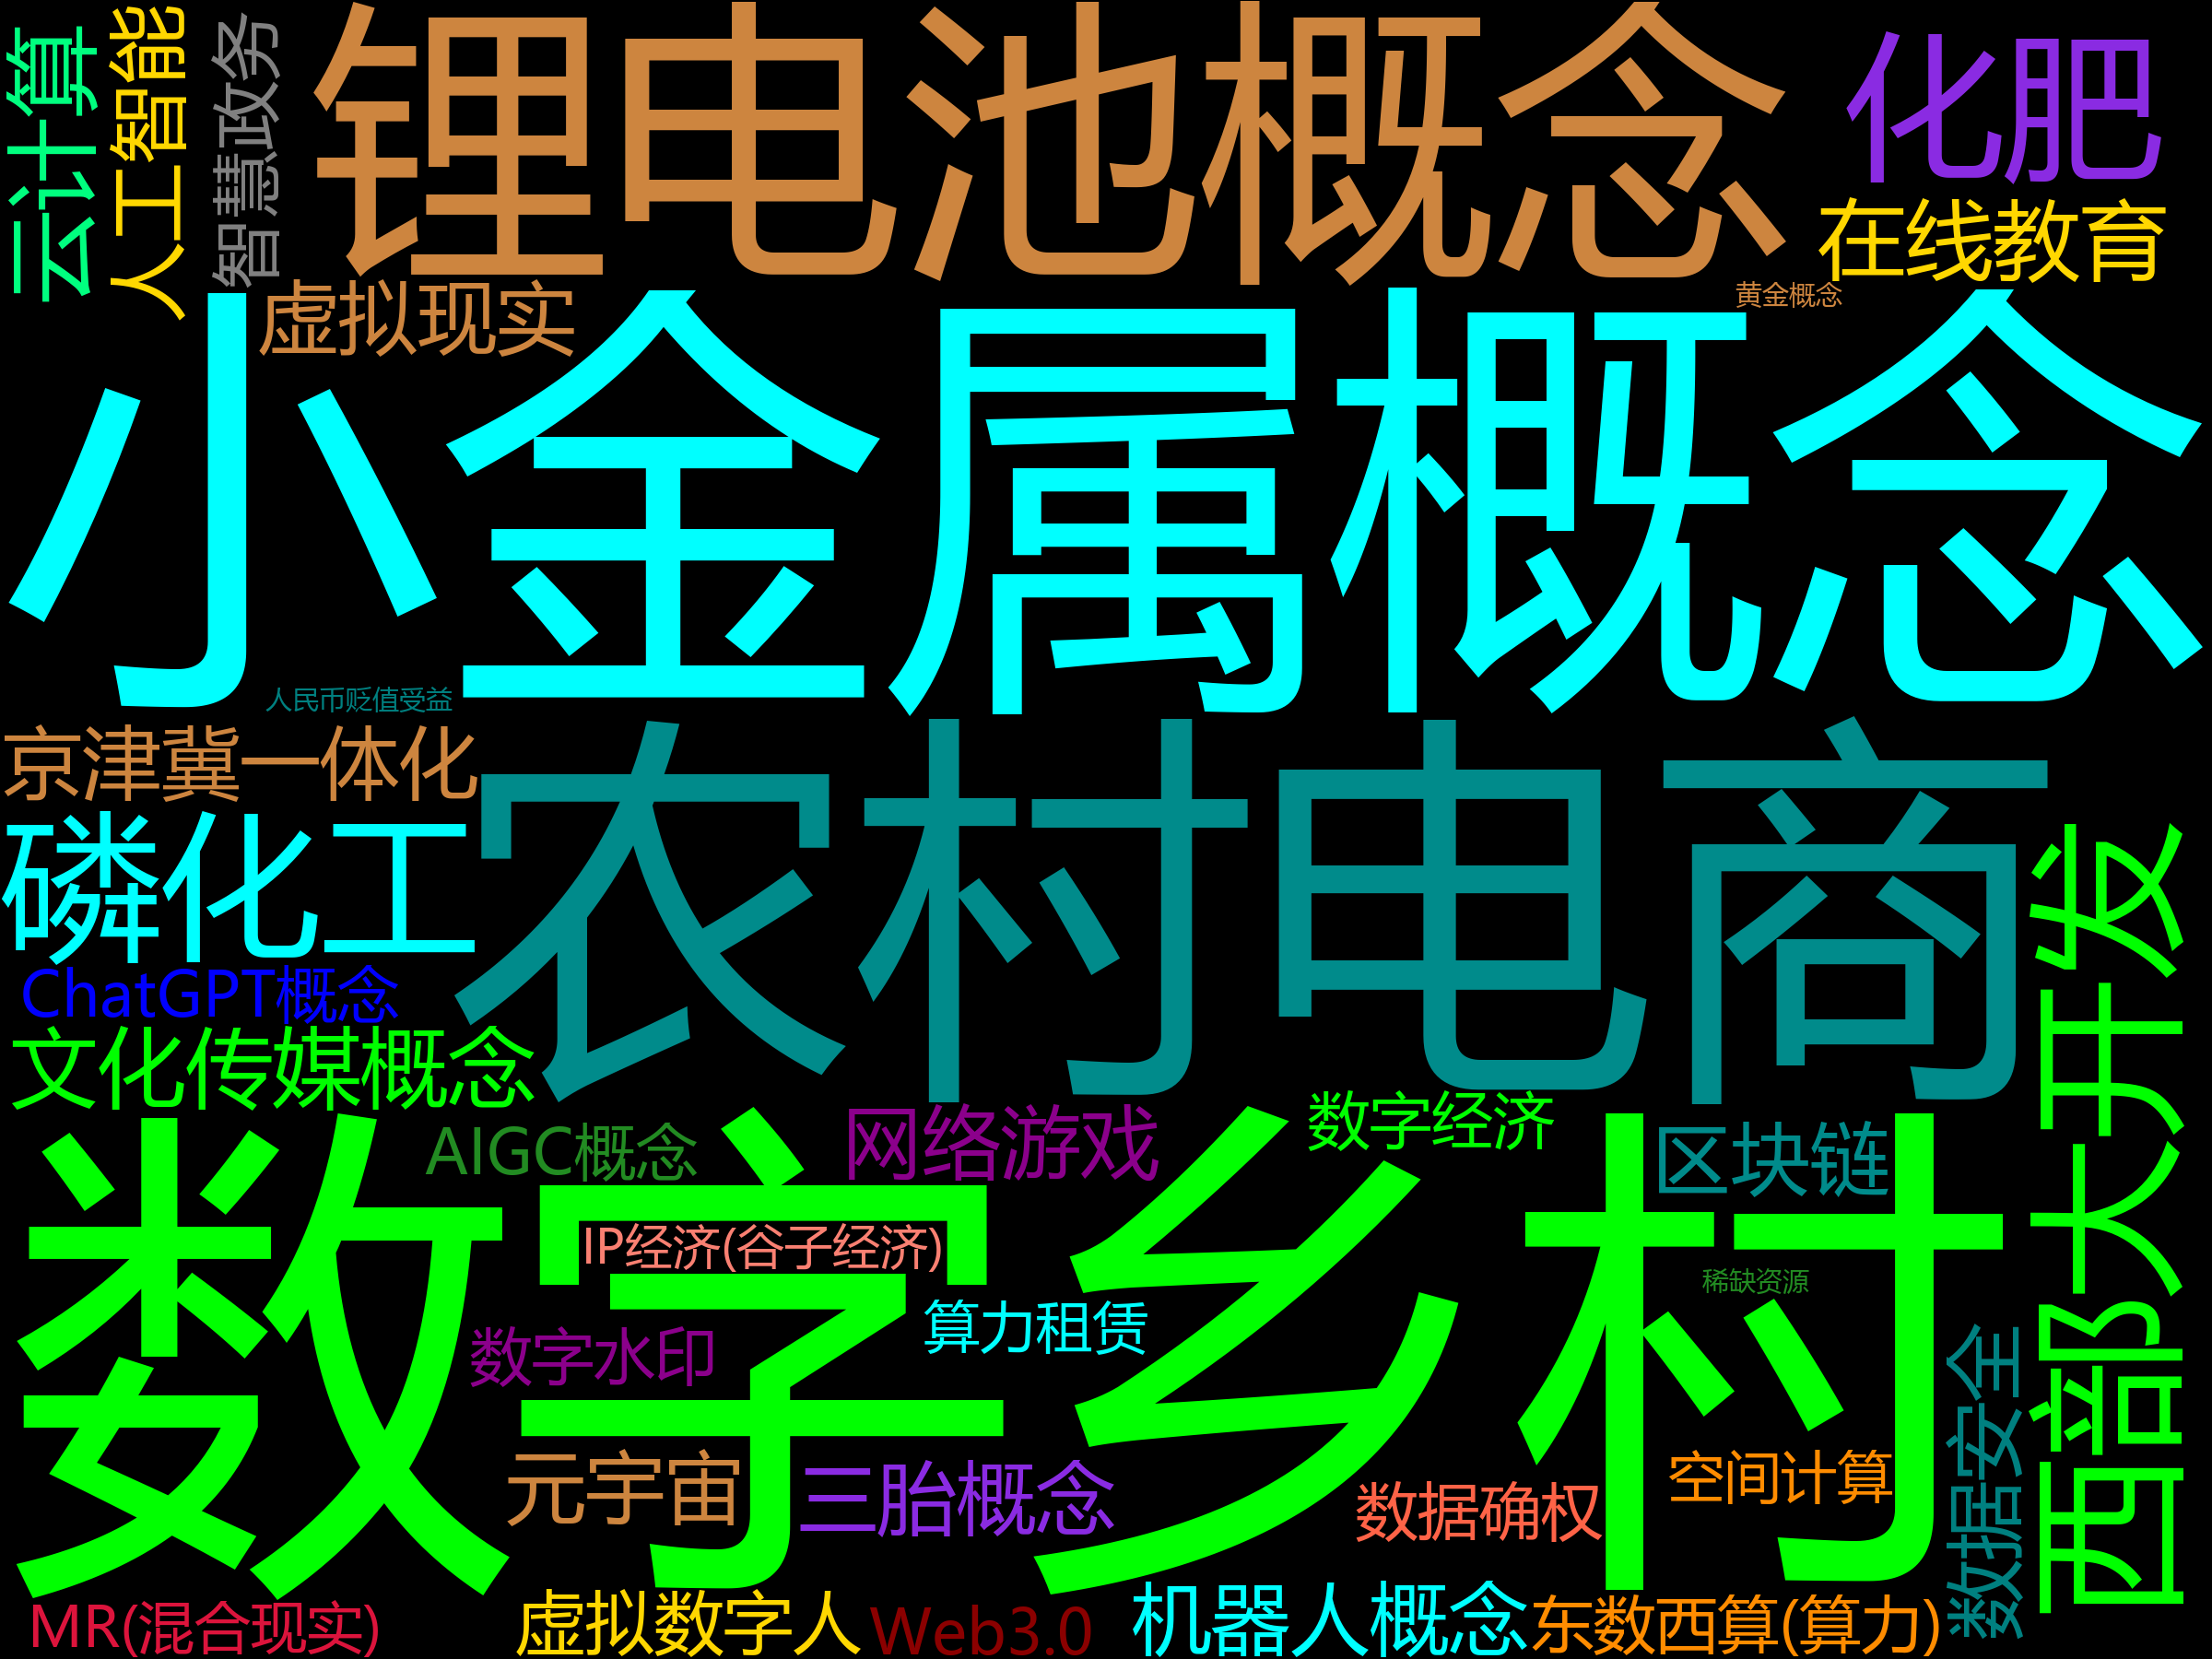 云计算
人工智能
智慧政务
锂电池概念
化肥
在线教育
虚拟现实
黄金概念
小金属概念
人民币贬值受益
京津冀一体化
农村电商
磷化工
ChatGPT概念
文化传媒概念
西部大开发
AIGC概念
网络游戏
数字经济
区块链
数字乡村
IP经济(谷子经济)
稀缺资源
算力租赁
数字水印
数据安全
元宇宙
三胎概念
数据确权
空间计算
MR(混合现实)
虚拟数字人
Web3.0
机器人概念
东数西算(算力)